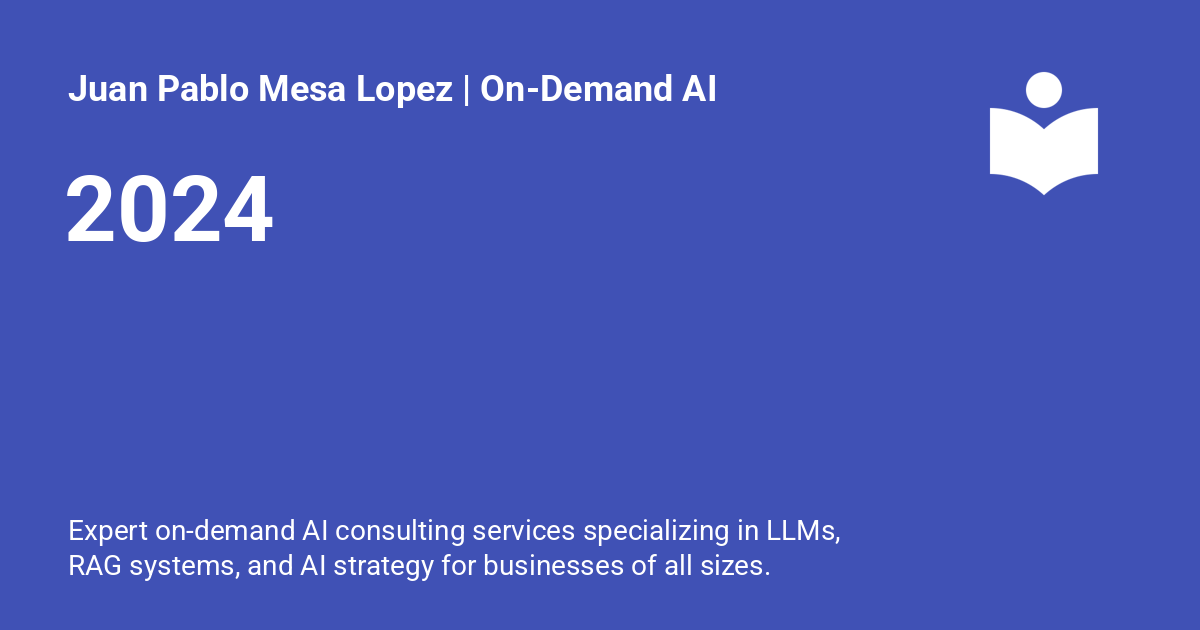 Juan Pablo Mesa Lopez | On-Demand AI
2024
Expert on-demand AI consulting services specializing in LLMs,
RAG systems, and AI strategy for businesses of all sizes.